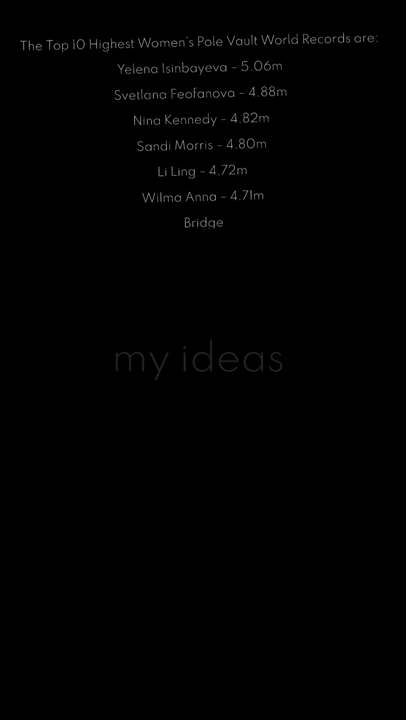 The Top 10 Highest Women's Pole Vault World Records are:
Yelena Isinbayeva – 5.06m
Svetlana Feofanova – 4.88m
Nina Kennedy – 4.82m
Sandi Morris – 4.80m
Li Ling – 4.72m
Wilma Anna – 4.71m
Bridge
my ideas